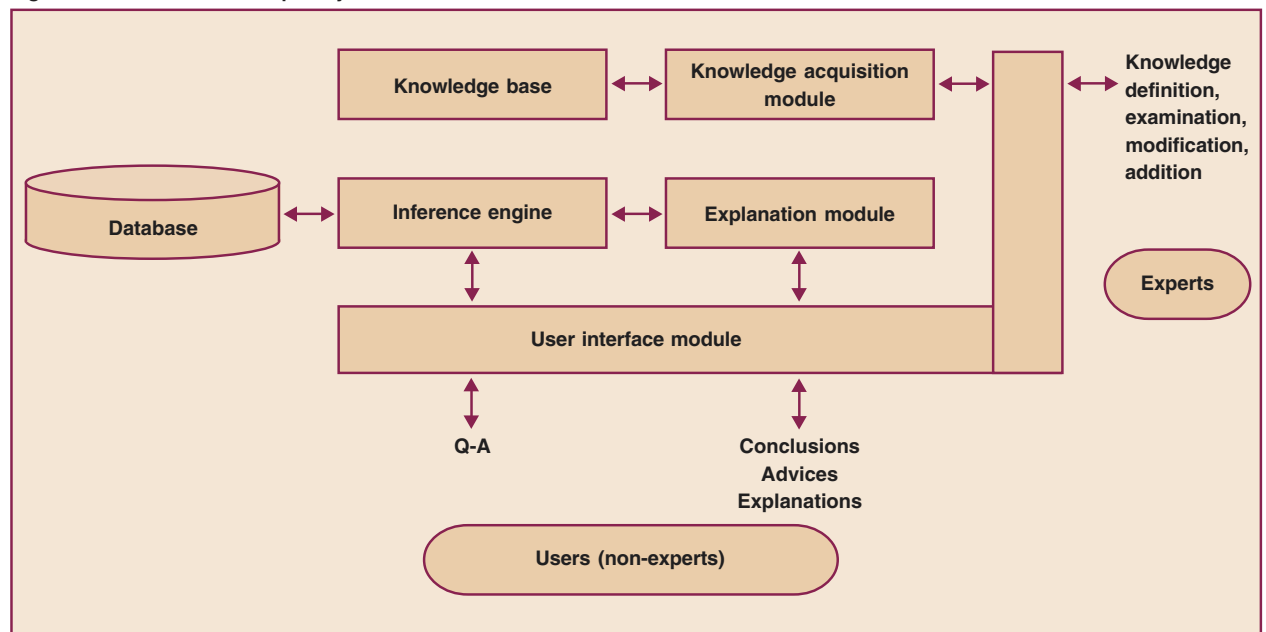 Knowledge base
Knowledge acquisition
module
Knowledge
definition,
examination,
modification,
addition
Database
Inference engine
Explanation module
Experts
User interface module
Q-A
Conclusions
Advices
Explanations
Users (non-experts)